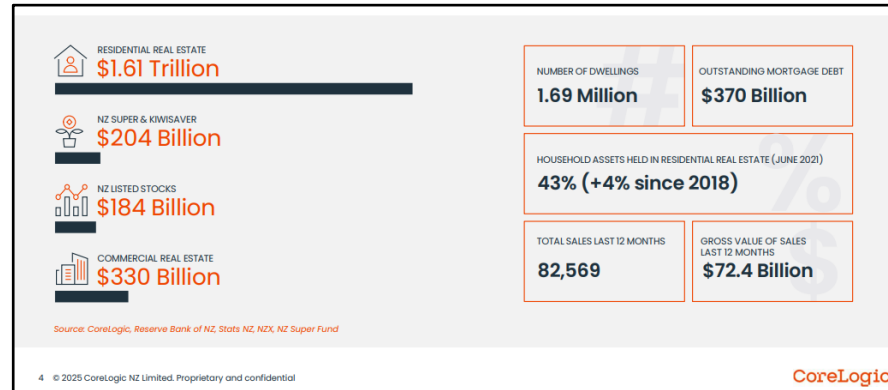 RESIDENTIAL REAL ESTATE
$1.61 Trillion
NZ SUPER & KIWISAVER
$204 Billion
NZ LISTED STOCKS
$184 Billion
COMMERCIAL REAL ESTATE
$330 Billion
Source: CoreLogic, Reserve Bank of NZ, Stats NZ, NZX, NZ Super Fund
#
NUMBER OF DWELLINGS
1.69 Million
OUTSTANDING MORTGAGE DEBT
$370 Billion
%
HOUSEHOLD ASSETS HELD IN RESIDENTIAL REAL ESTATE (JUNE 2021)
43% (+4% since 2018)
TOTAL SALES LAST 12 MONTHS
82,569
$
GROSS VALUE OF SALES
LAST 12 MONTHS
$72.4 Billion
4 © 2025 CoreLogic NZ Limited. Proprietary and confidential
CoreLogic